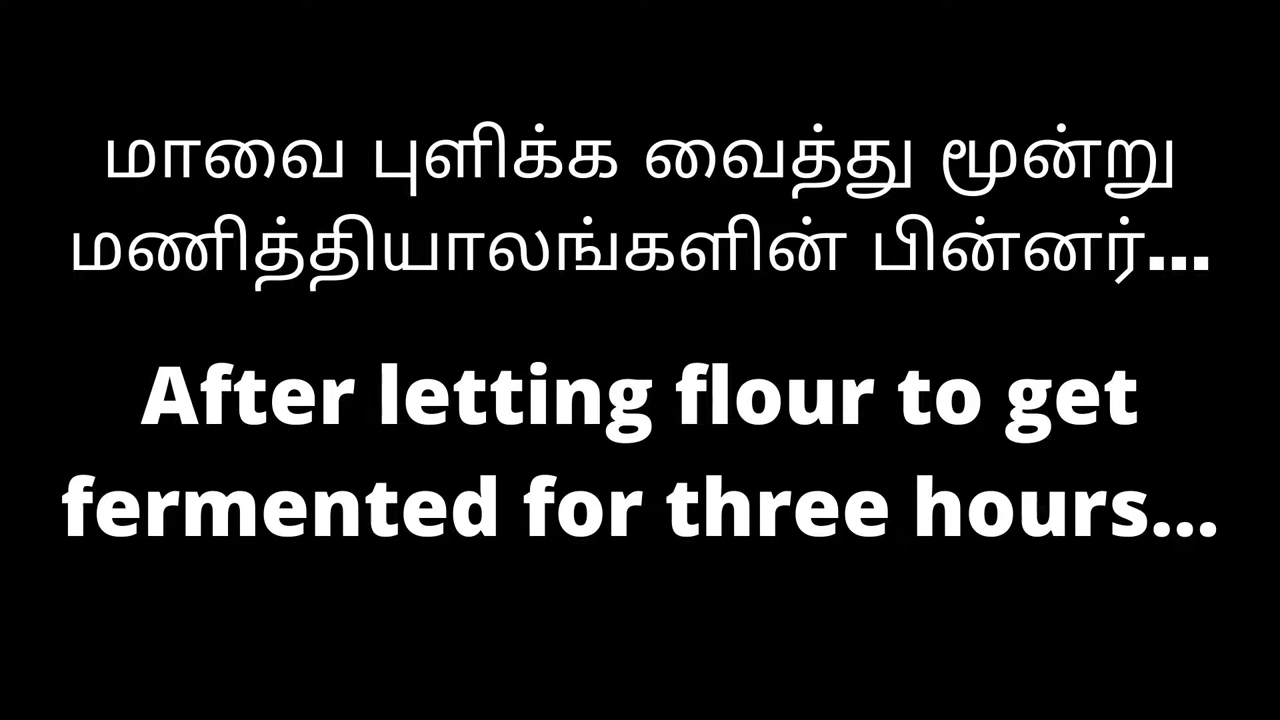 மாவை புளிக்க வைத்து மூன்று
மணித்தியாலங்களின் பின்னர்...
After letting flour to get
fermented for three hours...